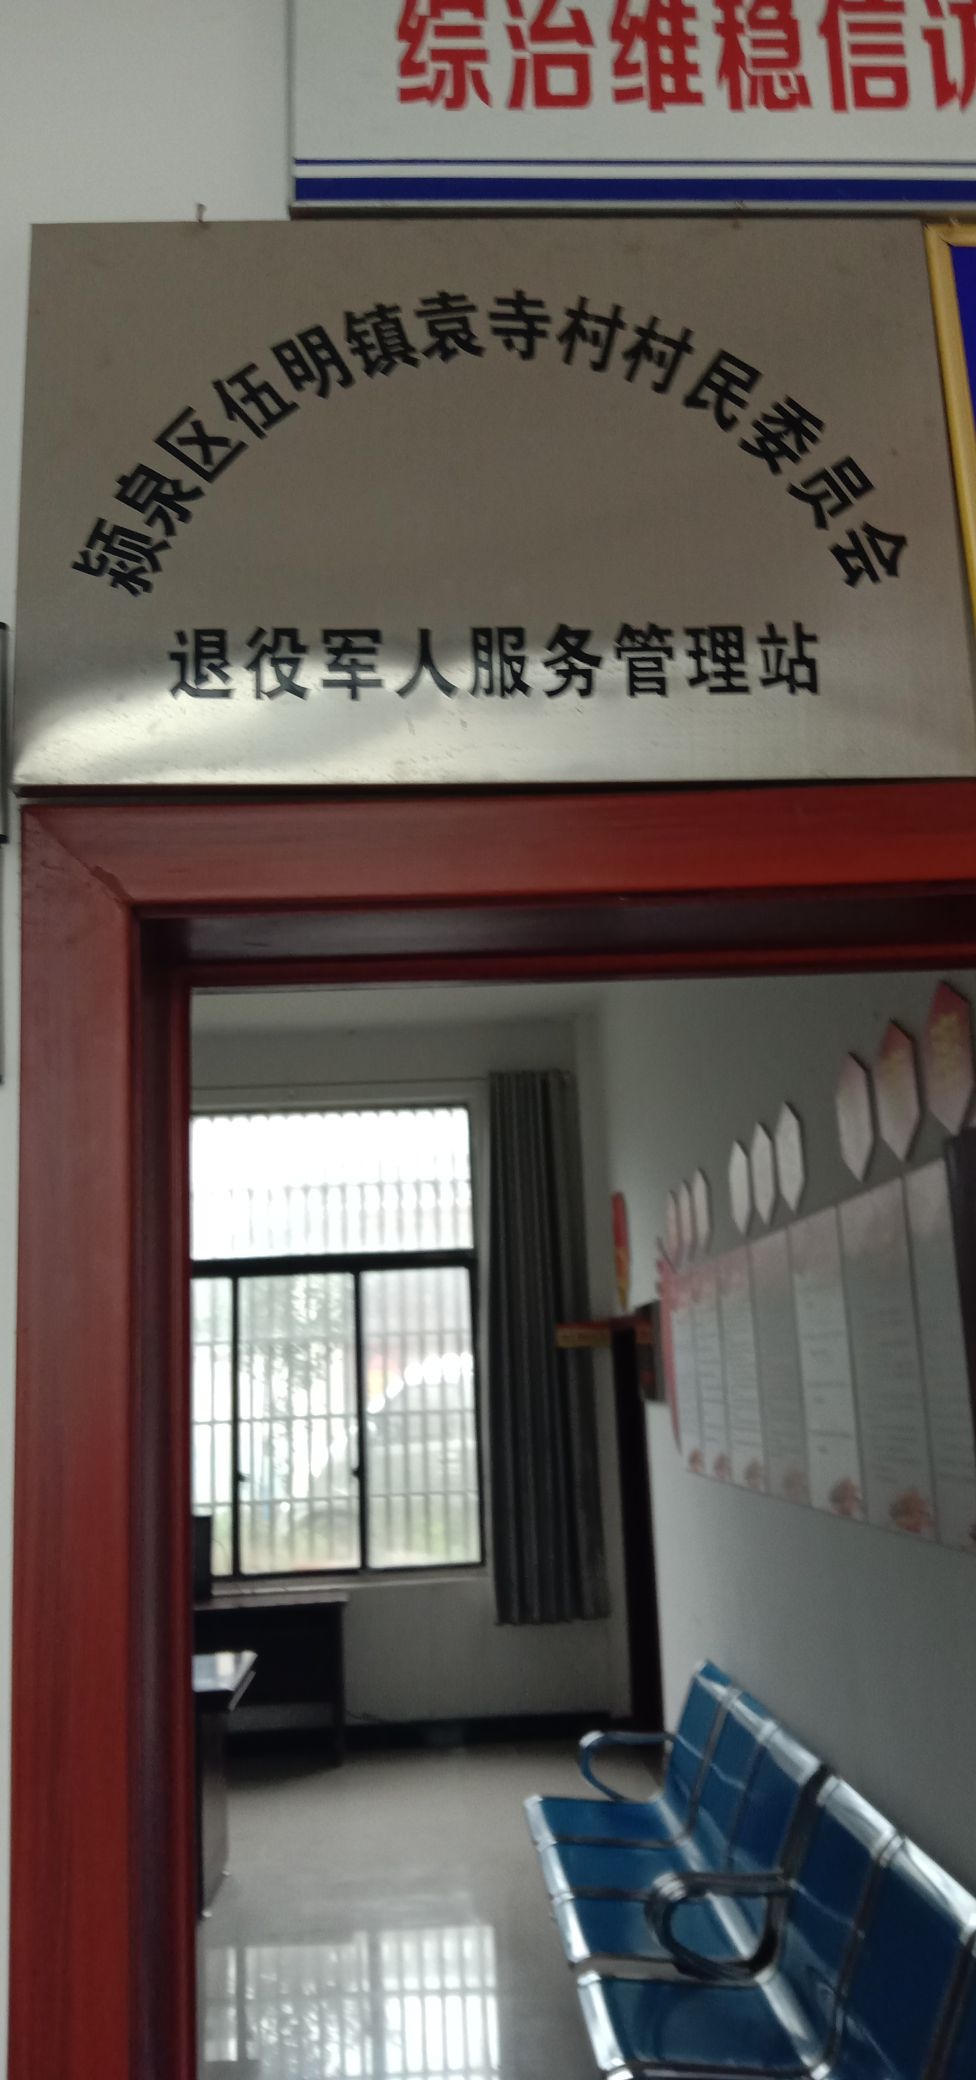 综治维稳信访
颍泉区伍明镇袁寺村村民委员会
退役军人服务管理站